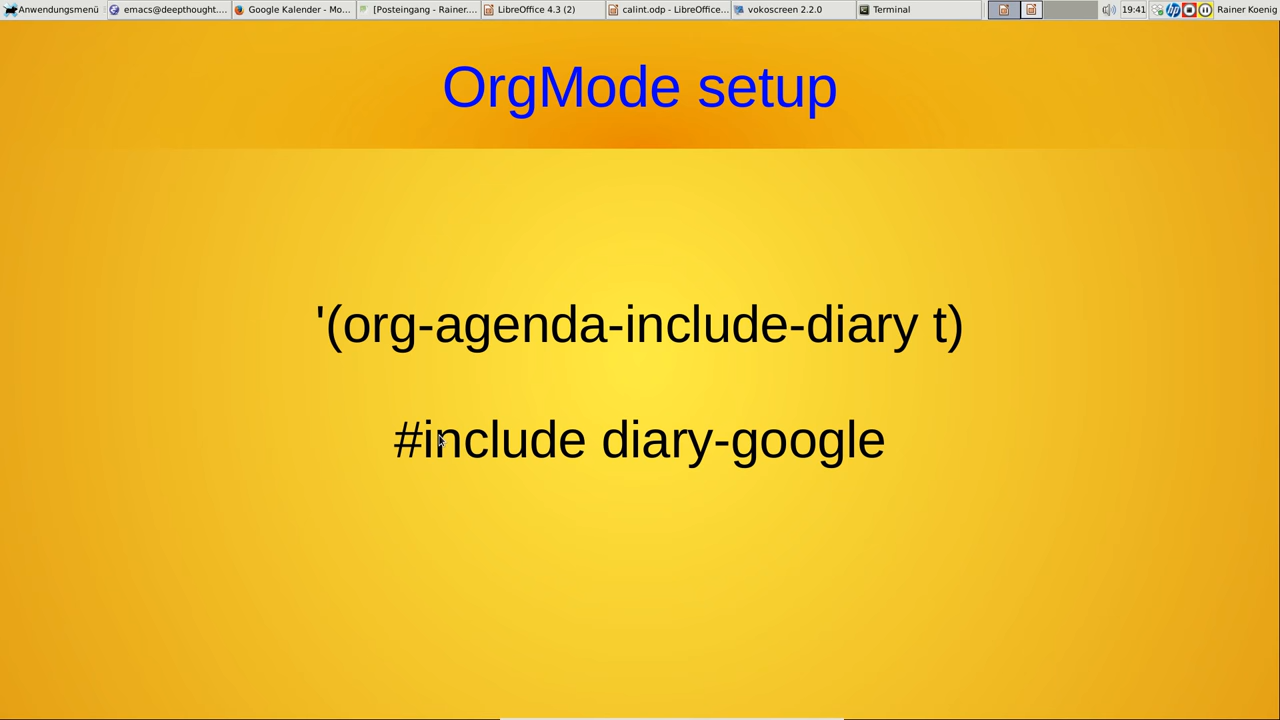 Anwendungsmenü emacs@deepthought.... Google Kalender - Mo... [Posteingang - Rainer.... LibreOffice 4.3 (2) calint.odp - LibreOffice... vokoscreen 2.2.0 Terminal 19:41 hp Rainer Koenig
OrgMode setup
'(org-agenda-include-diary t)
#include diary-google